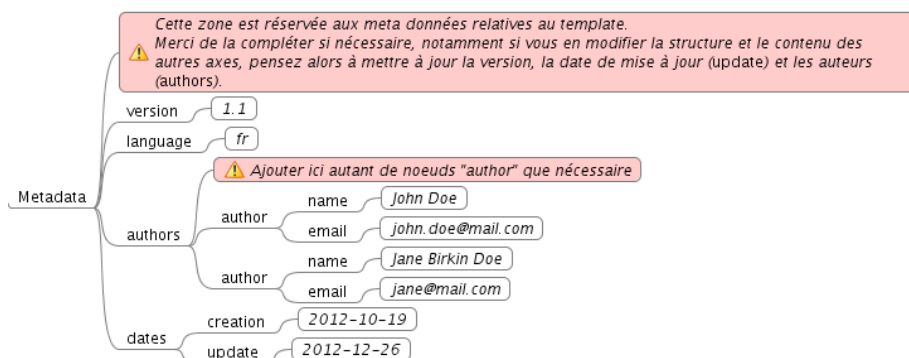 Cette zone est réservée aux meta données relatives au template.
Merci de la compléter si nécessaire, notamment si vous en modifier la structure et le contenu des
autres axes, pensez alors à mettre à jour la version, la date de mise à jour (update) et les auteurs
(authors).
version 1.1
language fr
Ajouter ici autant de noeuds "author" que nécessaire
Metadata
authors
author
name John Doe
email john.doe@mail.com
author
name Jane Birkin Doe
email jane@mail.com
dates
creation 2012-10-19
update 2012-12-26